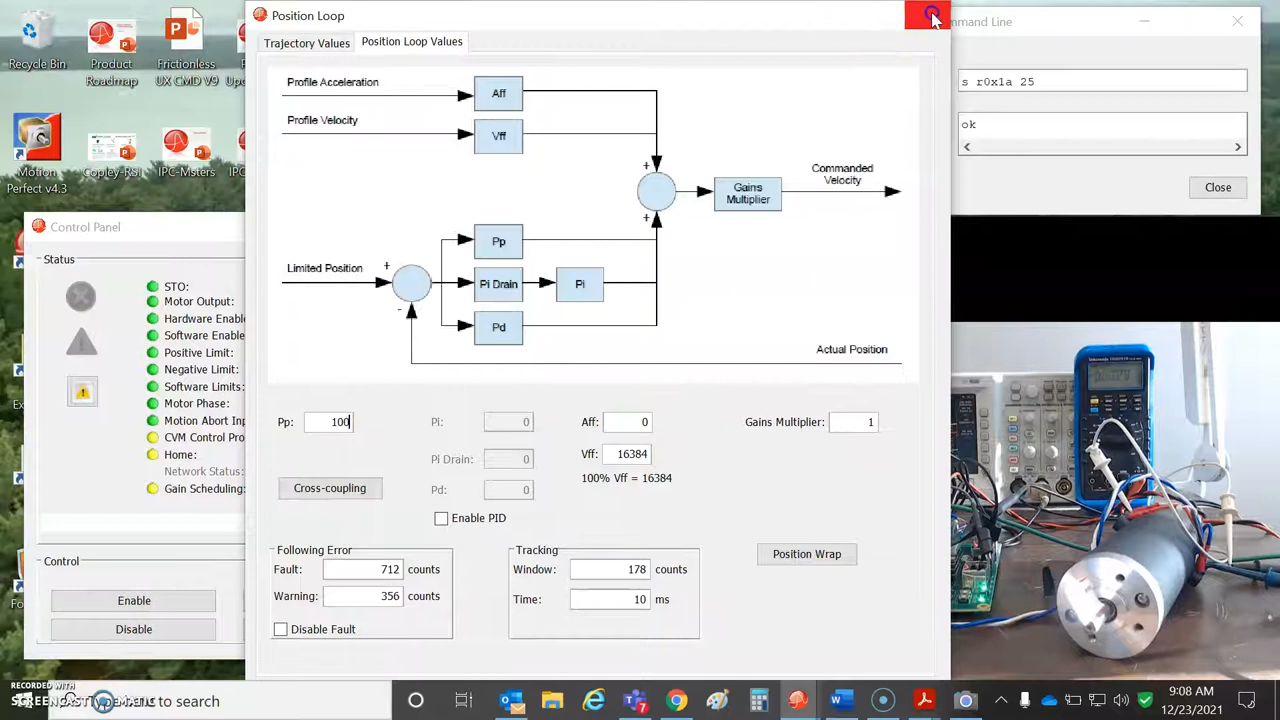 Position Loop
mmand Line
Trajectory Values
Position Loop Values
Recycle Bin
Product
Roadmap
Frictionless
UX CMD V9
s r0x1a 25
ok
Close
Motion
Perfect v4.3
Copley-RSI
IPC-Msters
Profile Acceleration
Aff
Profile Velocity
Vff
+
+
Gains
Multiplier
Commanded
Velocity
Limited Position
+
-
Pp
Pi Drain
Pi
Pd
Actual Position
Control Panel
Status
STO:
Motor Output:
Hardware Enabl
Software Enable
Positive Limit:
Negative Limit:
Software Limits:
Motor Phase:
Motion Abort Inp
CVM Control Pro
Home:
Network Status:
Gain Scheduling:
Control
Enable
Disable
Pp: 100
Pi: 0
Aff: 0
Gains Multiplier: 1
Pi Drain: 0
Vff: 16384
100% Vff = 16384
Cross-coupling
Pd: 0
Enable PID
Following Error
Fault: 712 counts
Warning: 356 counts
Disable Fault
Tracking
Window: 178 counts
Time: 10 ms
Position Wrap
RECORDED WITH
SCREENCAST MATIC
to search
9:08 AM
12/23/2021